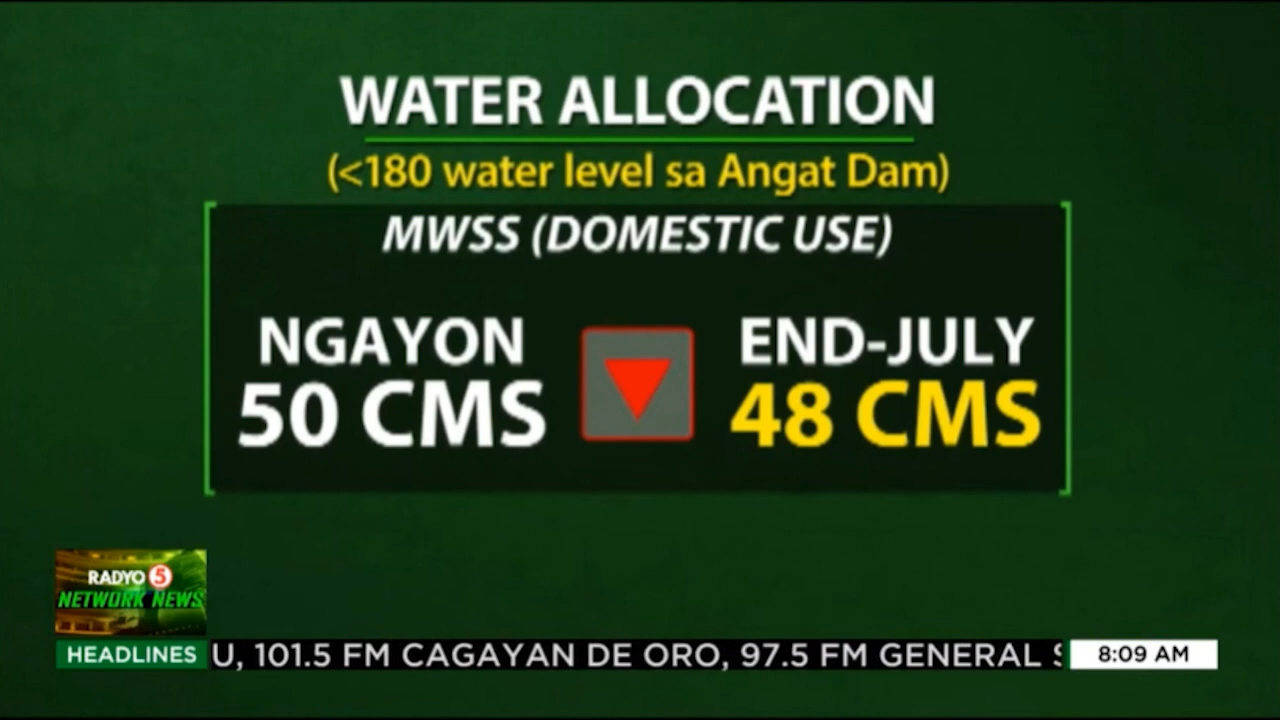 WATER ALLOCATION
(<180 water level sa Angat Dam)
MWSS (DOMESTIC USE)
NGAYON
50 CMS
END-JULY
48 CMS
RADYO 5
NETWORK NEWS
HEADLINES
U, 101.5 FM CAGAYAN DE ORO, 97.5 FM GENERAL
8:09 AM